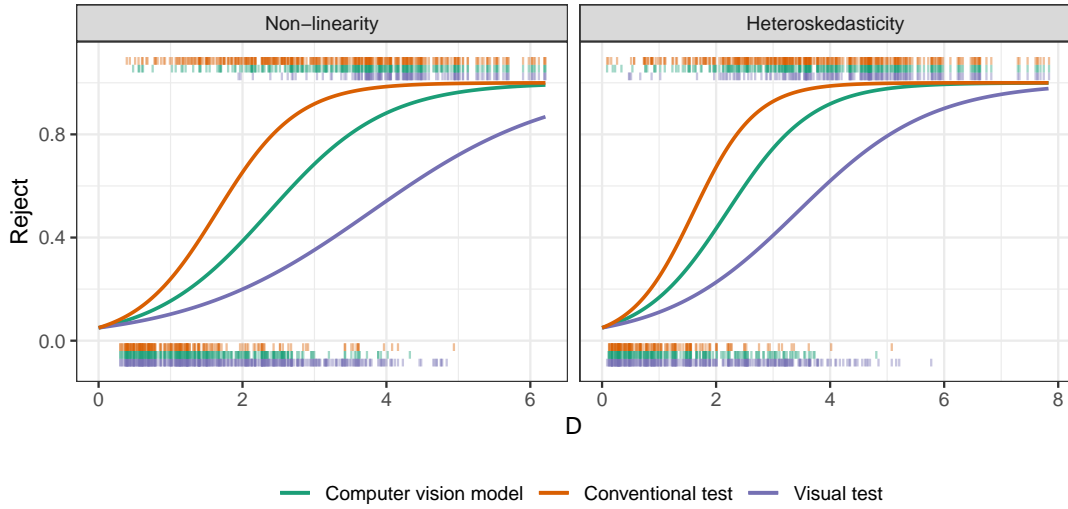 Non−linearity
Heteroskedasticity
Reject
0.8
0.4
0.0
0 2 4 6
0 2 4 6 8
D
Computer vision model Conventional test Visual test